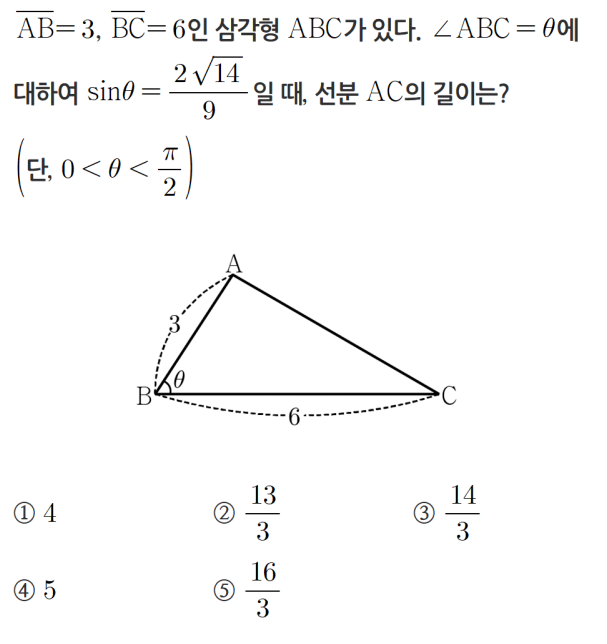 AB = 3, BC = 6인 삼각형 ABC가 있다. ∠ABC = θ에
대하여 sinθ = 2√14/9 일 때, 선분 AC의 길이는?
(단, 0 < θ < π/2)
A
3
θ
B
C
6
① 4 ② 13/3 ③ 14/3
④ 5 ⑤ 16/3